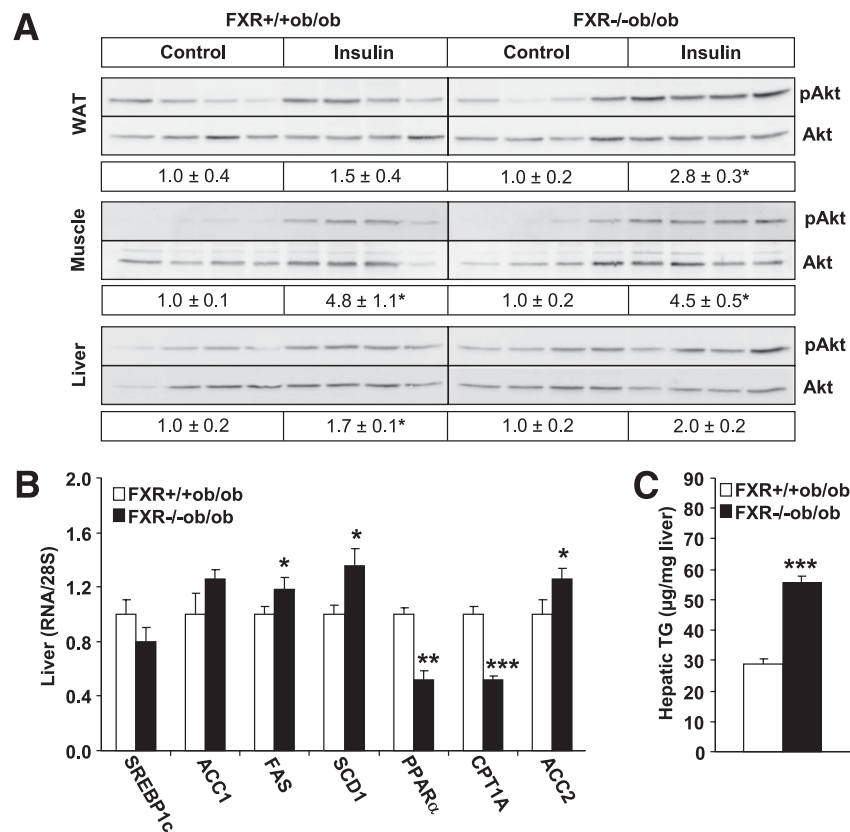 A
FXR+/+ob/ob FXR-/-ob/ob
Control Insulin Control Insulin
WAT
pAkt
Akt
1.0 ± 0.4 1.5 ± 0.4 1.0 ± 0.2 2.8 ± 0.3*
Muscle
pAkt
Akt
1.0 ± 0.1 4.8 ± 1.1* 1.0 ± 0.2 4.5 ± 0.5*
Liver
pAkt
Akt
1.0 ± 0.2 1.7 ± 0.1* 1.0 ± 0.2 2.0 ± 0.2
B
Liver (RNA/28S)
2.0
1.6
1.2
0.8
0.4
0.0
FXR+/+ob/ob
FXR-/-ob/ob
* * ** *** *
SREBP1c ACC1 FAS SCD1 PPARα CPT1A ACC2
C
Hepatic TG (µg/mg liver)
90
80
70
60
50
40
30
20
10
0
FXR+/+ob/ob
FXR-/-ob/ob
***